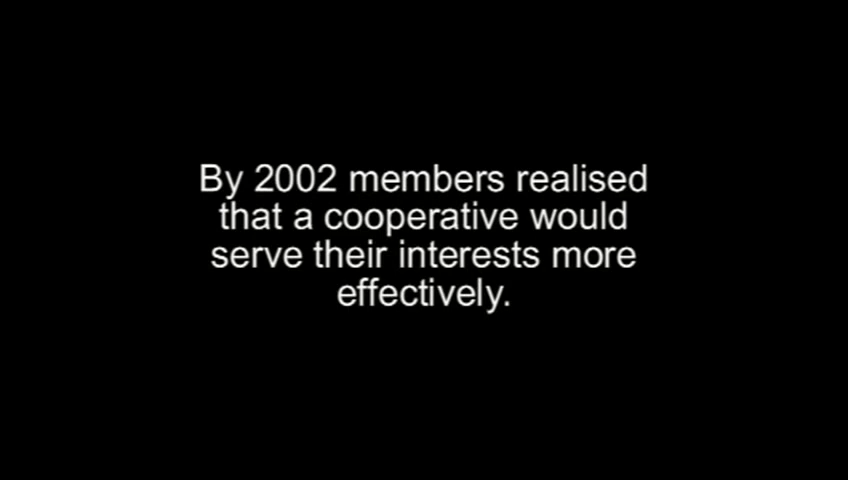 By 2002 members realised
that a cooperative would
serve their interests more
effectively.